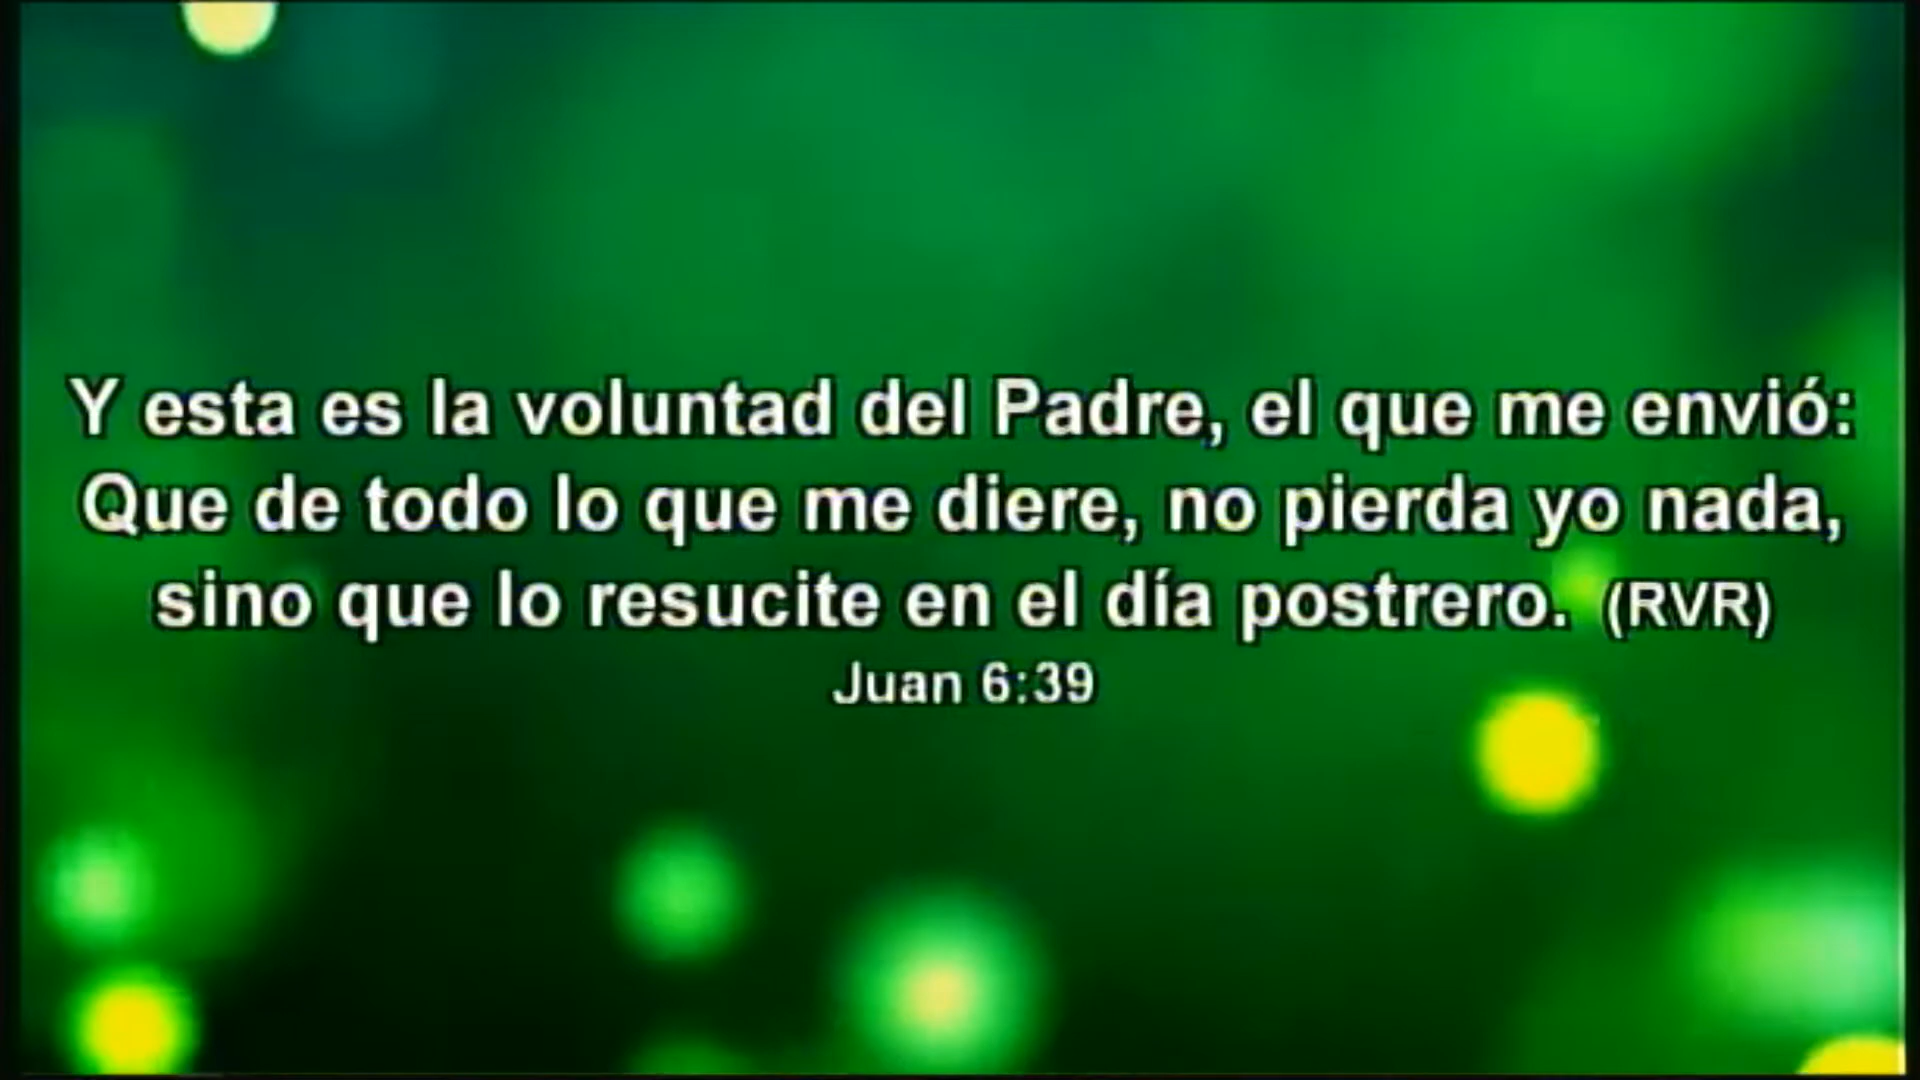 Y esta es la voluntad del Padre, el que me envió:
Que de todo lo que me diere, no pierda yo nada,
sino que lo resucite en el día postrero. (RVR)
Juan 6:39